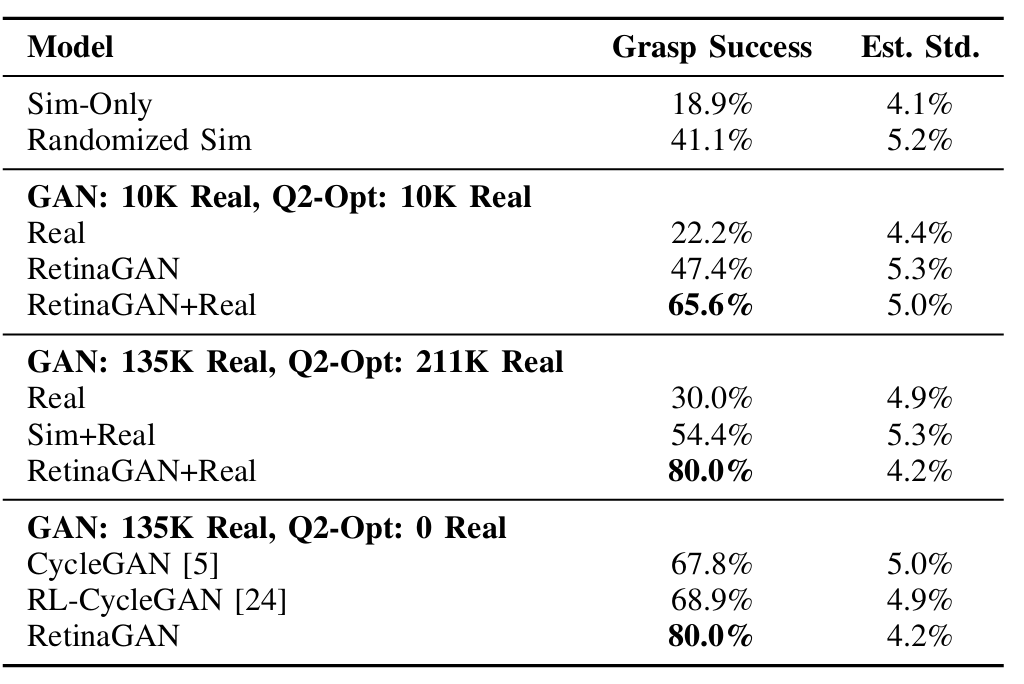 Model Grasp Success Est. Std.
Sim-Only 18.9% 4.1%
Randomized Sim 41.1% 5.2%
GAN: 10K Real, Q2-Opt: 10K Real
Real 22.2% 4.4%
RetinaGAN 47.4% 5.3%
RetinaGAN+Real 65.6% 5.0%
GAN: 135K Real, Q2-Opt: 211K Real
Real 30.0% 4.9%
Sim+Real 54.4% 5.3%
RetinaGAN+Real 80.0% 4.2%
GAN: 135K Real, Q2-Opt: 0 Real
CycleGAN [5] 67.8% 5.0%
RL-CycleGAN [24] 68.9% 4.9%
RetinaGAN 80.0% 4.2%